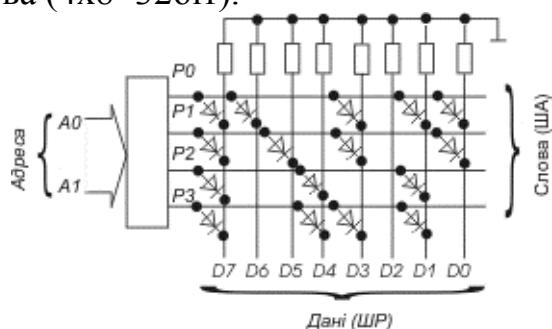 ва (4х8=32біт).
P0
P1
P2
P3
A0
A1
Адреса
Слова (ША)
D7 D6 D5 D4 D3 D2 D1 D0
Дані (ШР)